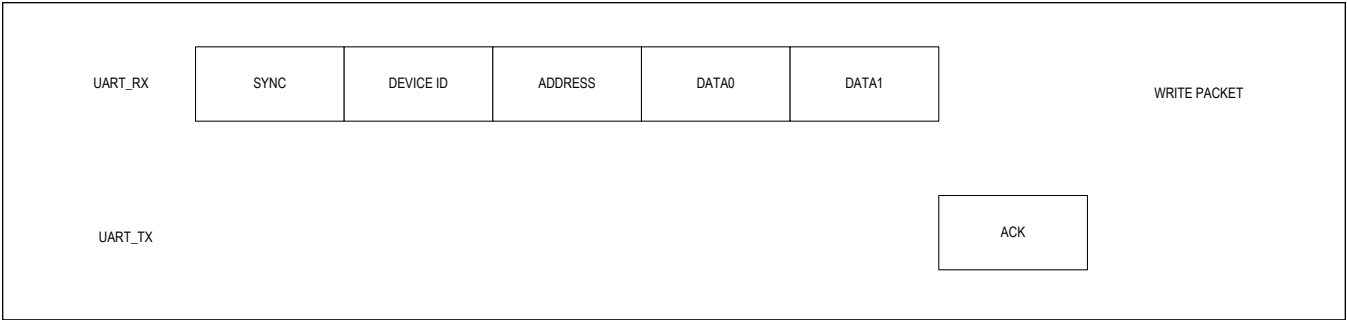 UART_RX SYNC DEVICE ID ADDRESS DATA0 DATA1 WRITE PACKET
UART_TX ACK